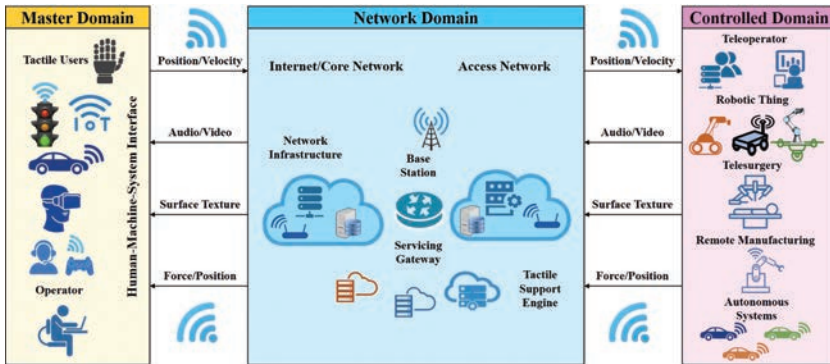 Master Domain
Network Domain
Controlled Domain
Tactile Users
IoT
Human-Machine-System Interface
Operator
Position/Velocity
Audio/Video
Surface Texture
Force/Position
Internet/Core Network
Access Network
Network
Infrastructure
Base
Station
Servicing
Gateway
Tactile
Support
Engine
Position/Velocity
Audio/Video
Surface Texture
Force/Position
Teleoperator
Robotic Thing
Telesurgery
Remote Manufacturing
Autonomous
Systems